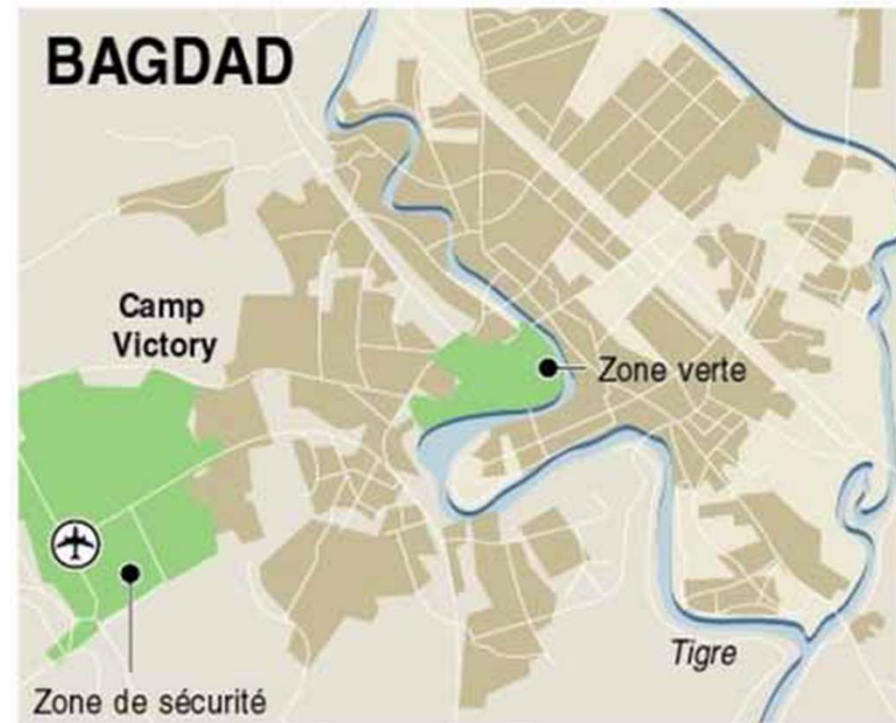 BAGDAD
Camp
Victory
Zone verte
Tigre
Zone de sécurité